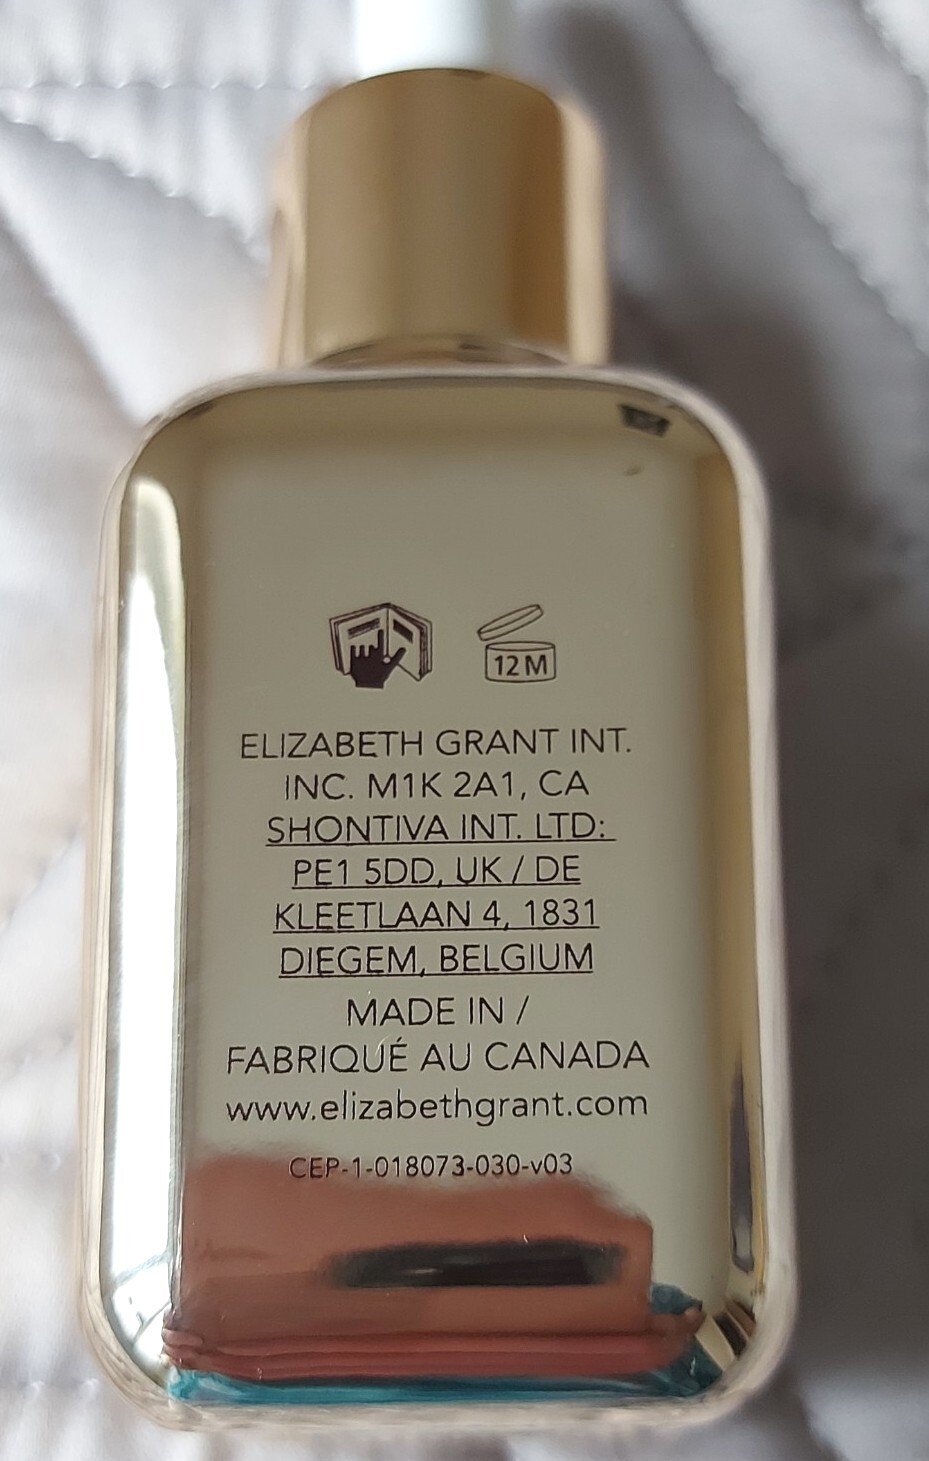 12 M
ELIZABETH GRANT INT.
INC. M1K 2A1, CA
SHONTIVA INT. LTD:
PE1 5DD, UK / DE
KLEETLAAN 4, 1831
DIEGEM, BELGIUM
MADE IN /
FABRIQUÉ AU CANADA
www.elizabethgrant.com
CEP-1-018073-030-v03